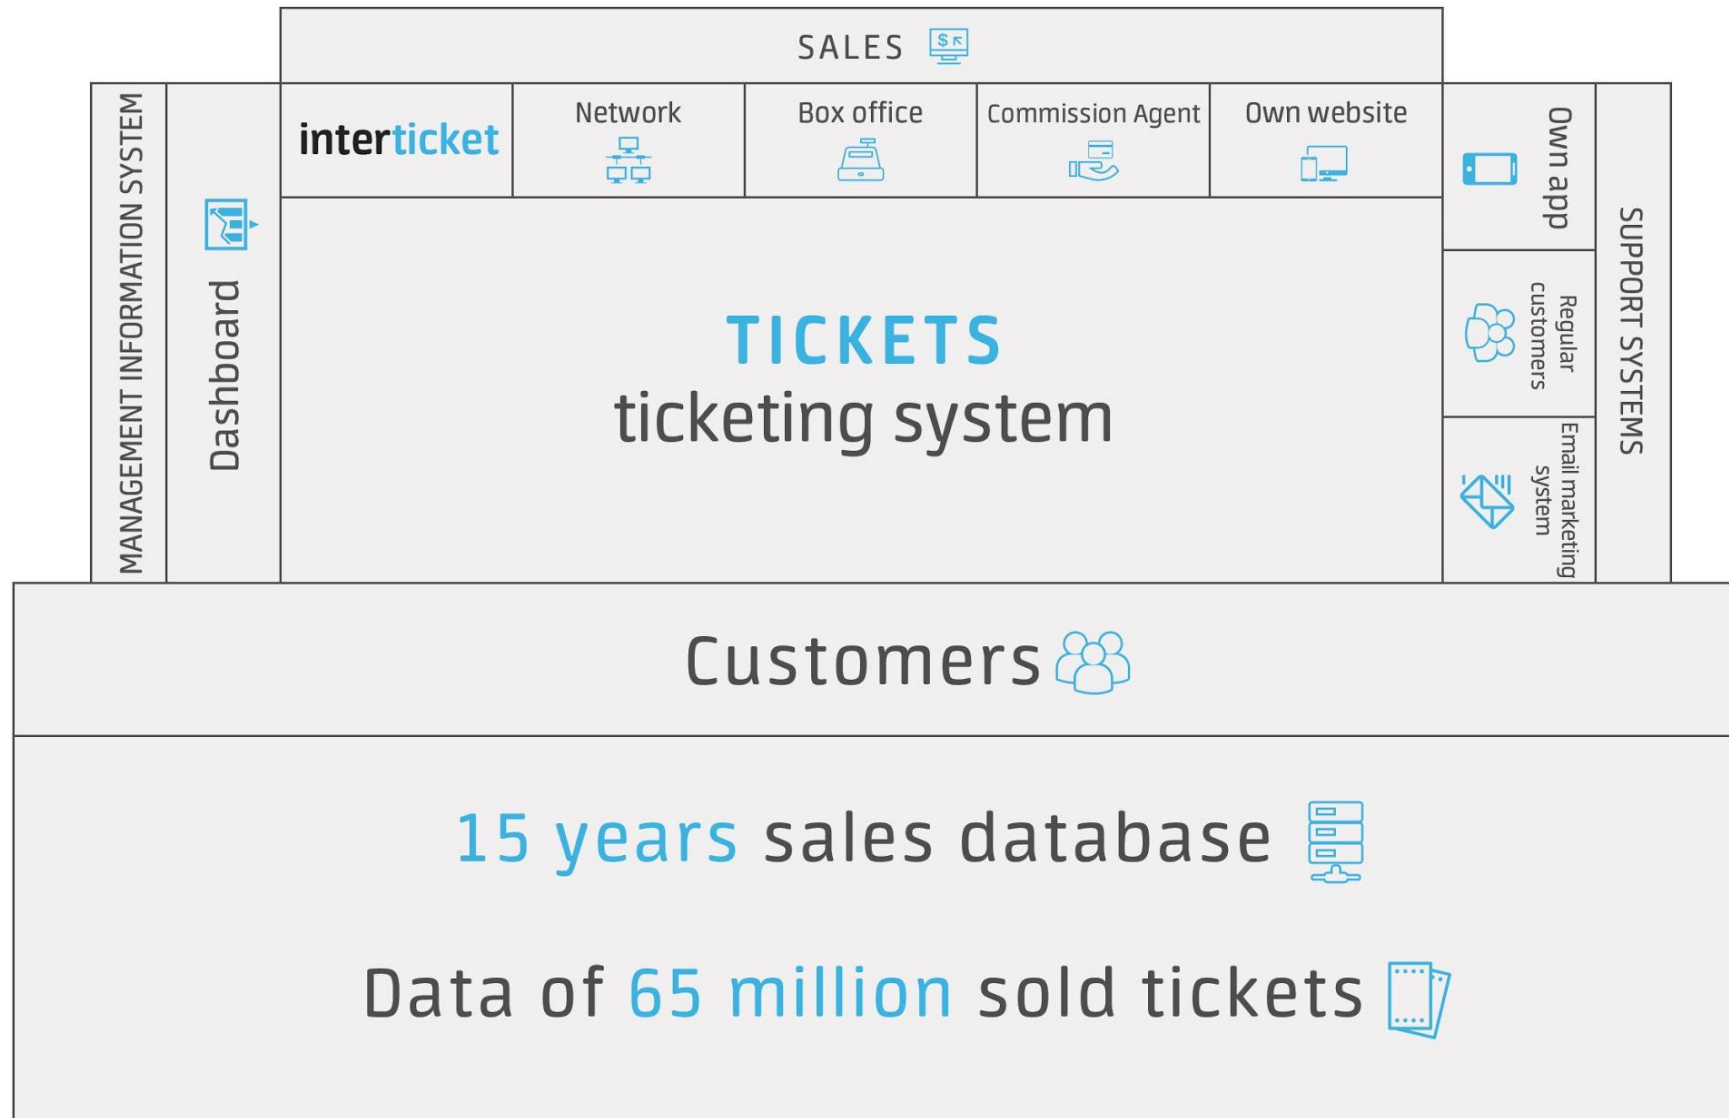 SALES
MANAGEMENT INFORMATION SYSTEM
Dashboard
interticket
Network
Box office
Commission Agent
Own website
Own app
Regular
customers
Email marketing
system
SUPPORT SYSTEMS
TICKETS
ticketing system
Customers
15 years sales database
Data of 65 million sold tickets